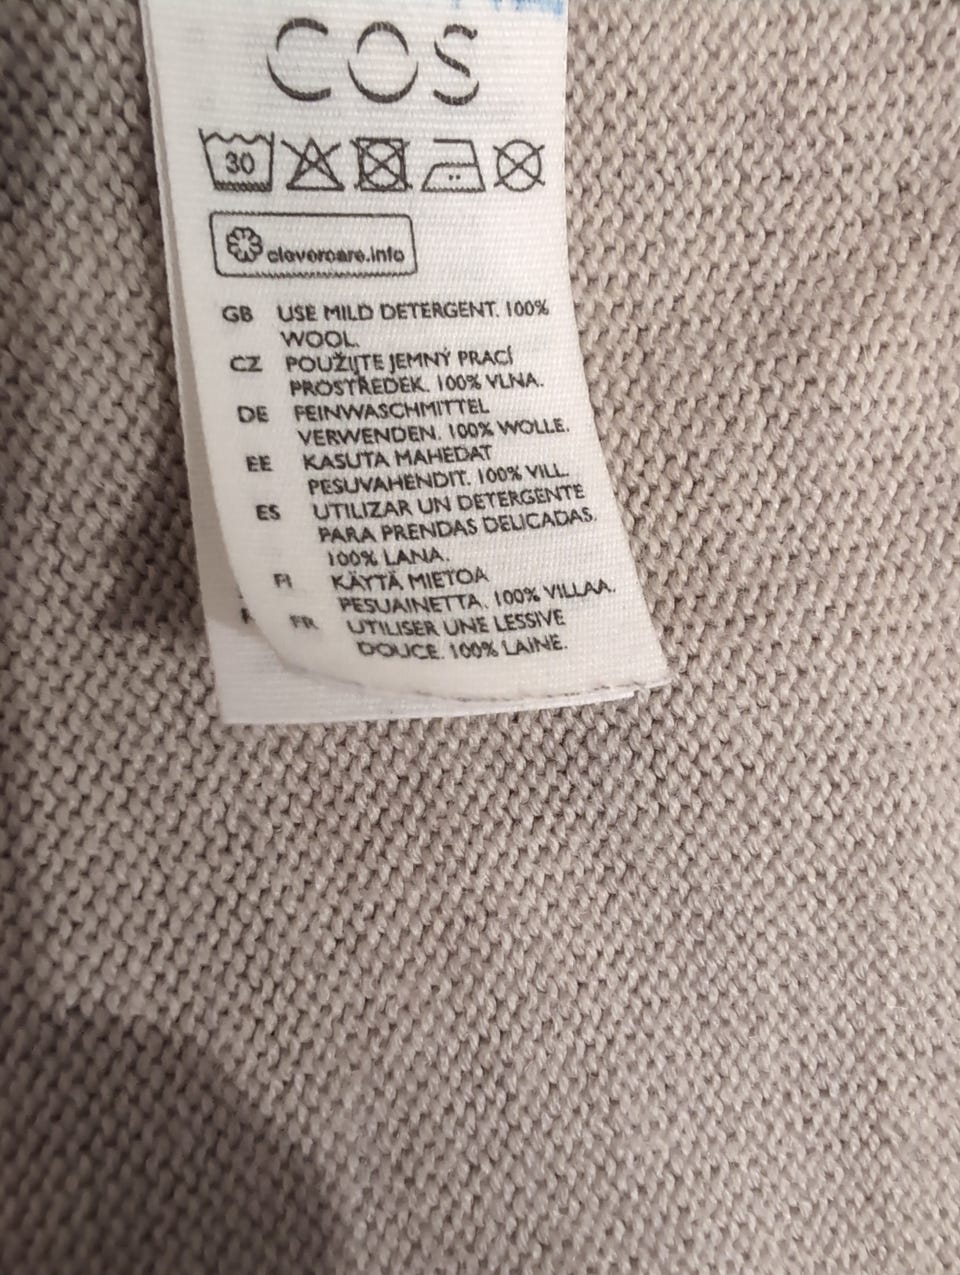 COS
30
clevercare.info
GB USE MILD DETERGENT. 100%
WOOL.
CZ POUŽIJTE JEMNÝ PRACÍ
PROSTŘEDEK. 100% VLNA.
DE FEINWASCHMITTEL
VERWENDEN. 100% WOLLE.
EE KASUTA MAHEDAT
PESUVAHENDIT. 100% VILL.
ES UTILIZAR UN DETERGENTE
PARA PRENDAS DELICADAS.
100% LANA.
FI KÄYTÄ MIETOA
PESUAINETTA. 100% VILLAA.
FR UTILISER UNE LESSIVE
DOUCE. 100% LAINE.